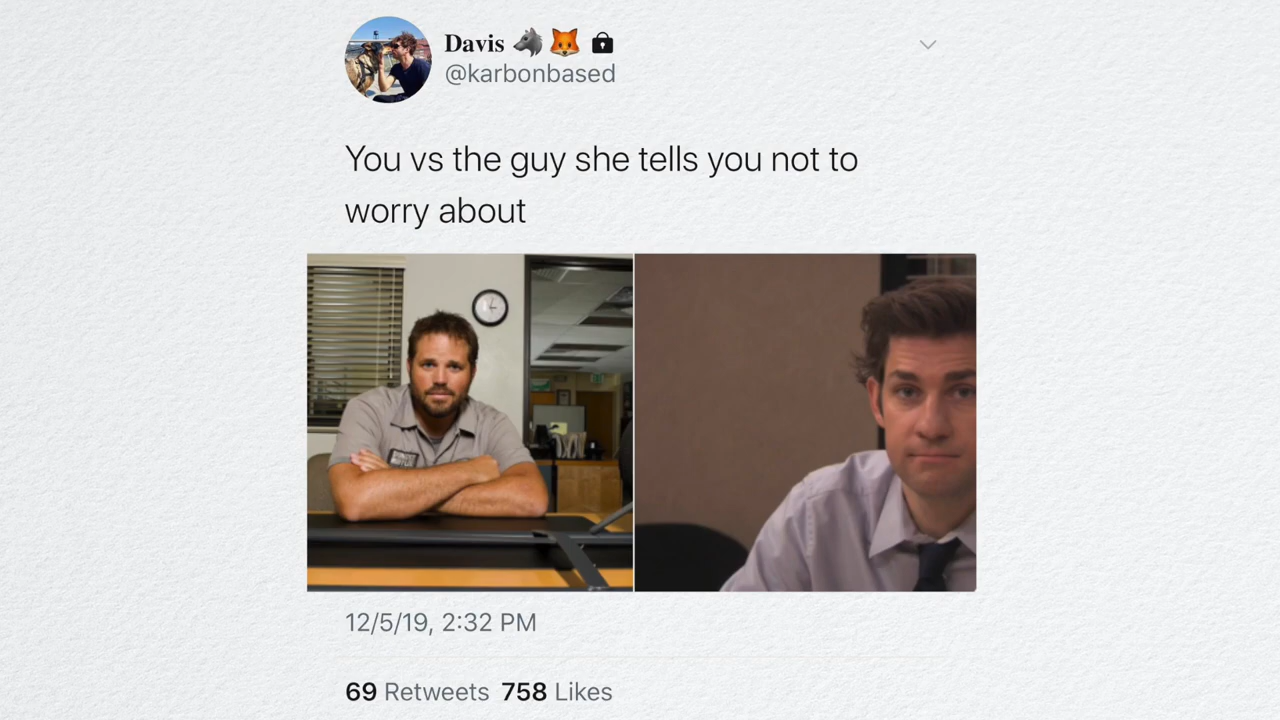 Davis 🐺 🦊 🔒
@karbonbased
You vs the guy she tells you not to
worry about
12/5/19, 2:32 PM
69 Retweets 758 Likes